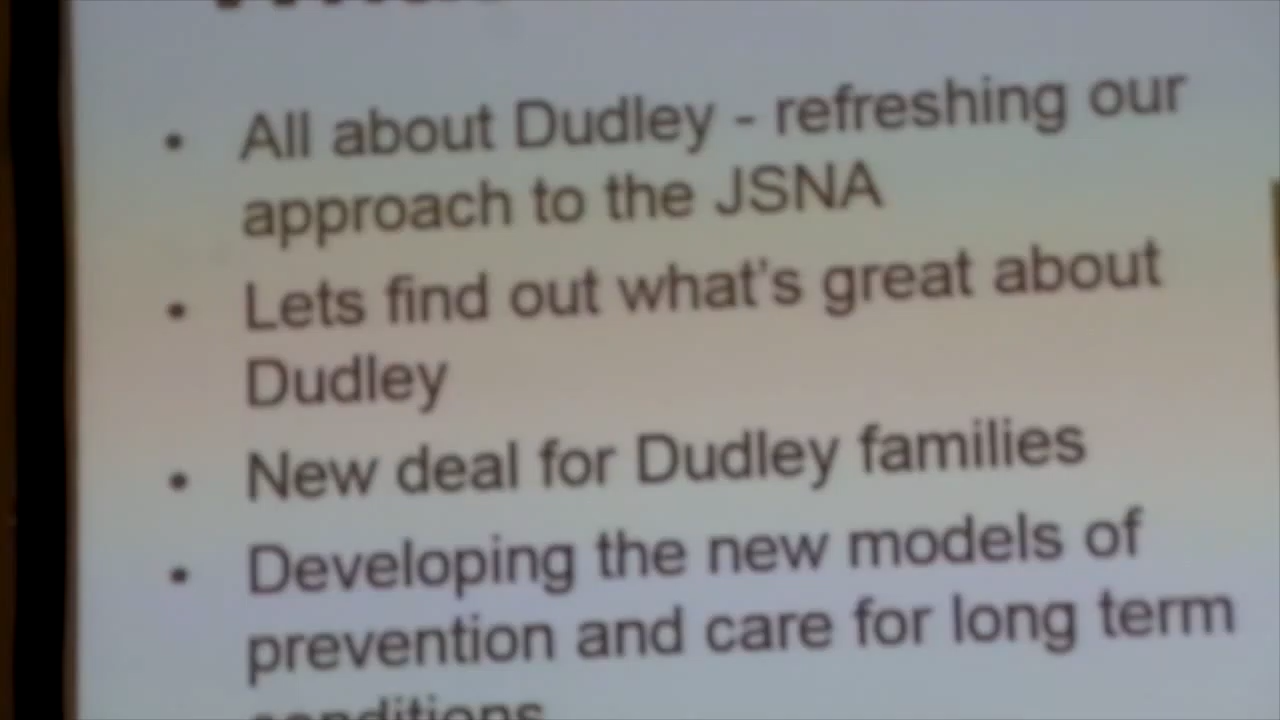 • All about Dudley - refreshing our
approach to the JSNA
• Lets find out what's great about
Dudley
• New deal for Dudley families
• Developing the new models of
prevention and care for long term
conditions